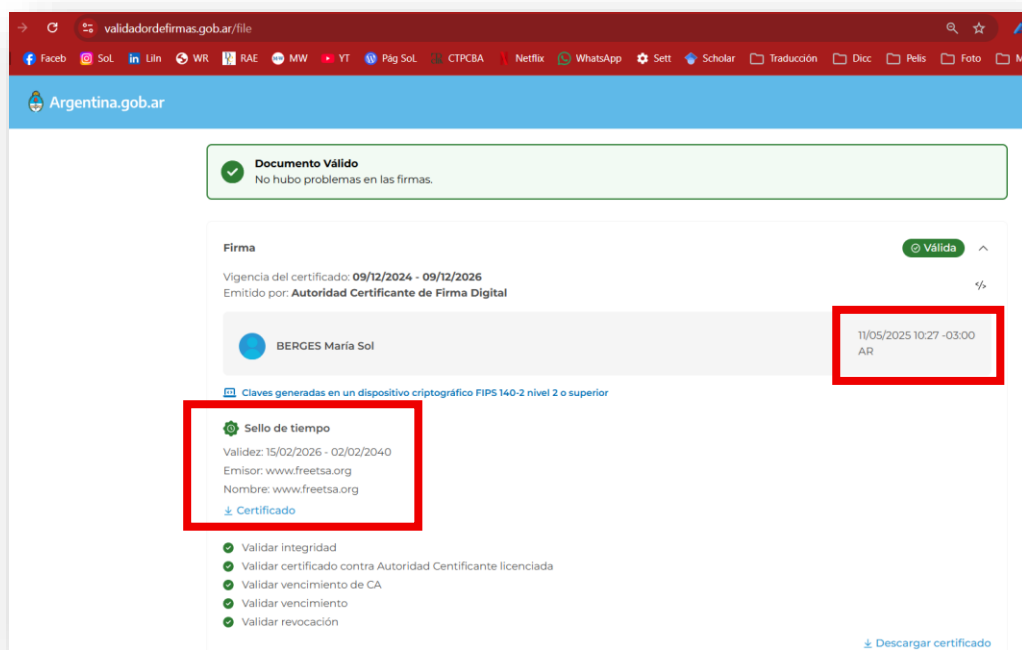 validadordefirmas.gob.ar/file
Faceb SoL in LiIn WR RAE MW YT Pág SoL CTPCBA Netflix WhatsApp Sett Scholar Traducción Dicc Pelis Foto
Argentina.gob.ar
Documento Válido
No hubo problemas en las firmas.
Firma
Válida
Vigencia del certificado: 09/12/2024 - 09/12/2026
Emitido por: Autoridad Certificante de Firma Digital
</>
BERGES María Sol
11/05/2025 10:27 -03:00
AR
Claves generadas en un dispositivo criptográfico FIPS 140-2 nivel 2 o superior
Sello de tiempo
Validez: 15/02/2026 - 02/02/2040
Emisor: www.freetsa.org
Nombre: www.freetsa.org
Certificado
Validar integridad
Validar certificado contra Autoridad Centificante licenciada
Validar vencimiento de CA
Validar vencimiento
Validar revocación
Descargar certificado